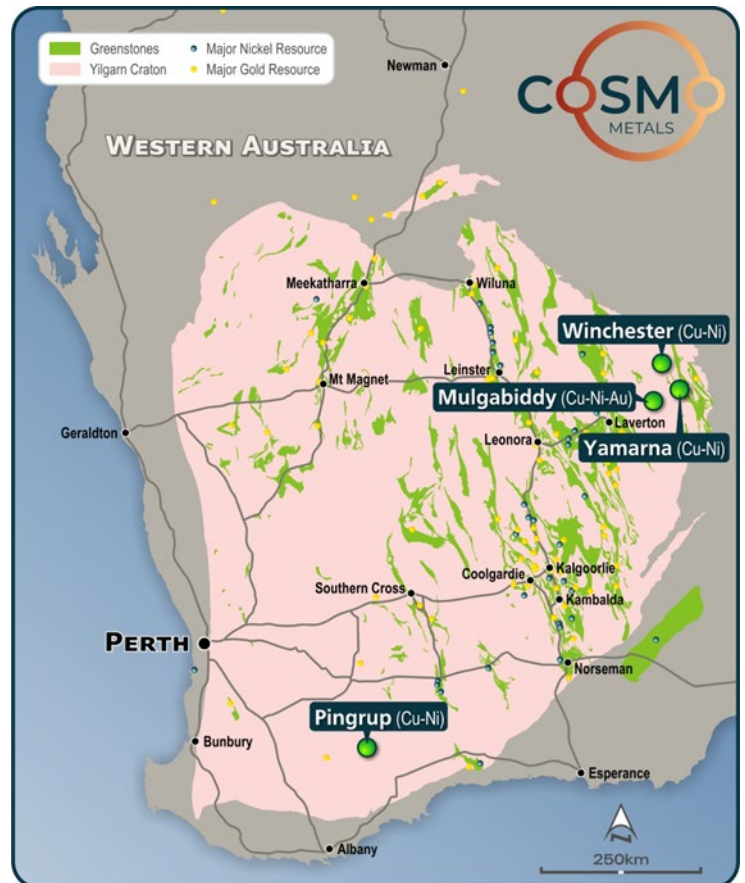 Greenstones
Major Nickel Resource
Yilgarn Craton
Major Gold Resource
Newman
COSMO
METALS
WESTERN AUSTRALIA
Meekatharra
Wiluna
Winchester (Cu-Ni)
Leinster
Mt Magnet
Mulgabiddy (Cu-Ni-Au)
Laverton
Geraldton
Leonora
Yamarna (Cu-Ni)
Coolgardie
Kalgoorlie
Southern Cross
Kambalda
PERTH
Norseman
Pingrup (Cu-Ni)
Bunbury
Esperance
Albany
N
250km